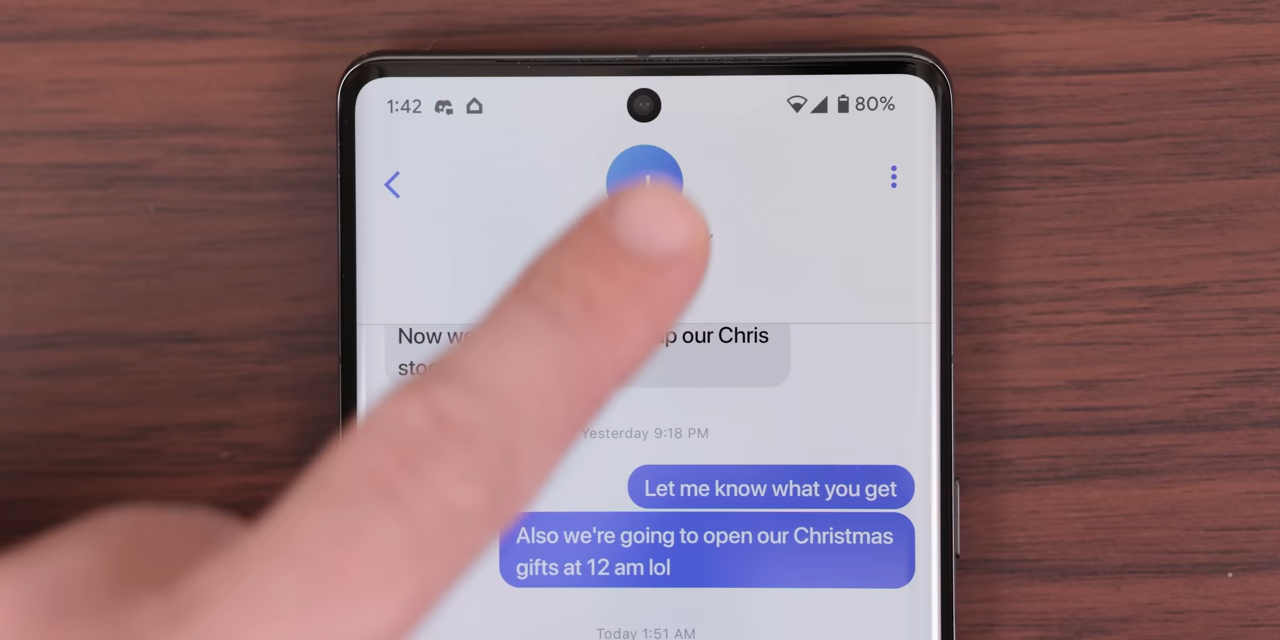 1:42
80%
Now
up our Chris
Yesterday 9:18 PM
Let me know what you get
Also we're going to open our Christmas
gifts at 12 am lol
Today 1:51 AM